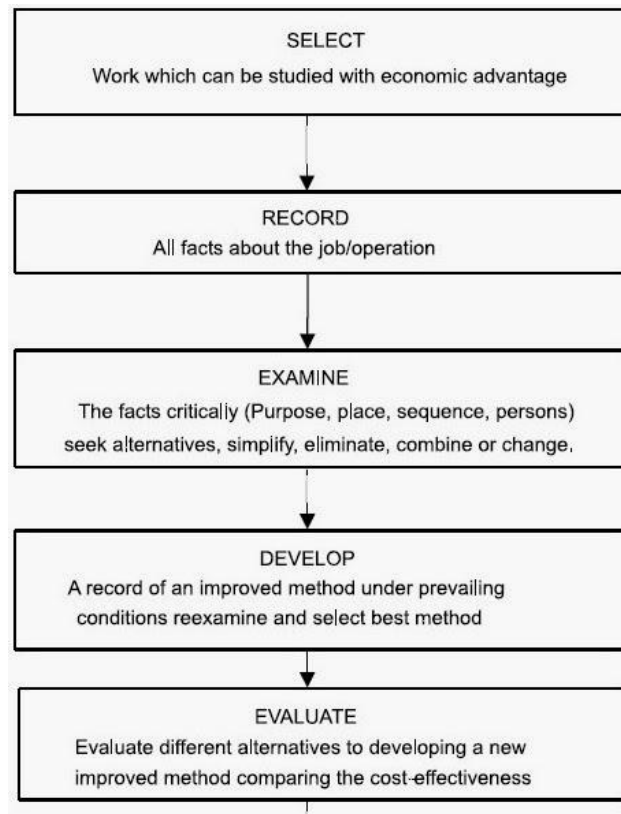 SELECT
Work which can be studied with economic advantage
RECORD
All facts about the job/operation
EXAMINE
The facts critically (Purpose, place, sequence, persons)
seek alternatives, simplify, eliminate, combine or change.
DEVELOP
A record of an improved method under prevailing
conditions reexamine and select best method
EVALUATE
Evaluate different alternatives to developing a new
improved method comparing the cost-effectiveness